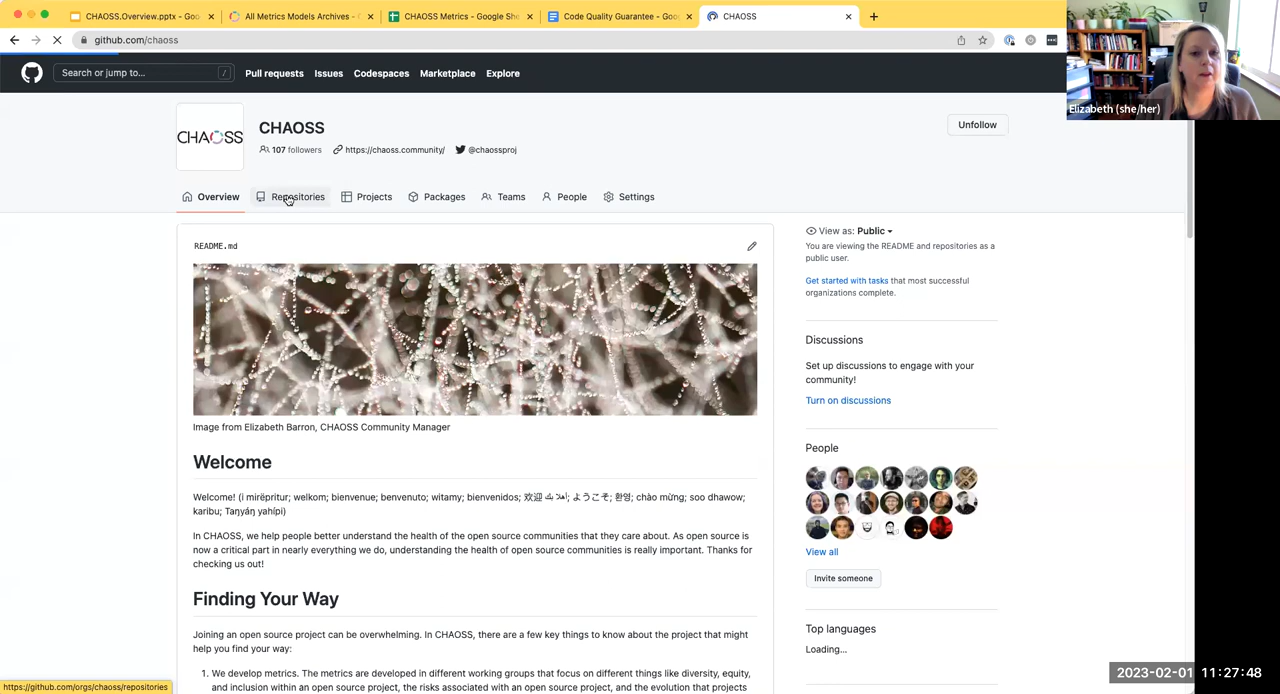 CHAOSS.Overview.pptx - Goo
All Metrics Models Archives -
CHAOSS Metrics - Google She
Code Quality Guarantee - Goo
CHAOSS
github.com/chaoss
Search or jump to...
/
Pull requests
Issues
Codespaces
Marketplace
Explore
Elizabeth (she/her)
CHAOSS
CHAOSS
107 followers
https://chaoss.community/
@chaossproj
Unfollow
Overview
Repositories
Projects
Packages
Teams
People
Settings
README.md
Image from Elizabeth Barron, CHAOSS Community Manager
Welcome
Welcome! (i mirëpritur; welkom; bienvenue; benvenuto; witamy; bienvenidos; 欢迎 أهلا بك; ようこそ; 환영; chào mừng; soo dhawow;
karibu; Taŋyáŋ yahípi)
In CHAOSS, we help people better understand the health of the open source communities that they care about. As open source is
now a critical part in nearly everything we do, understanding the health of open source communities is really important. Thanks for
checking us out!
Finding Your Way
Joining an open source project can be overwhelming. In CHAOSS, there are a few key things to know about the project that might
help you find your way:
1. We develop metrics. The metrics are developed in different working groups that focus on different things like diversity, equity,
and inclusion within an open source project, the risks associated with an open source project, and the evolution that projects
View as: Public
You are viewing the README and repositories as a
public user.
Get started with tasks that most successful
organizations complete.
Discussions
Set up discussions to engage with your
community!
Turn on discussions
People
View all
Invite someone
Top languages
Loading...
https://github.com/orgs/chaoss/repositories
2023-02-01 11:27:48